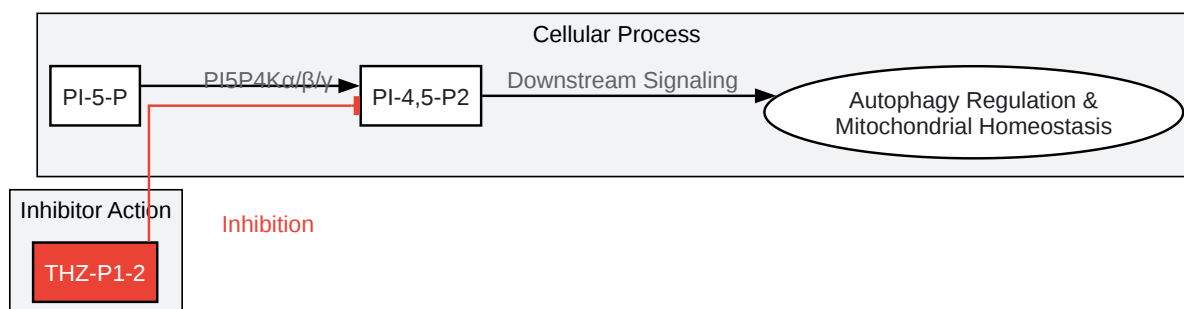 Cellular Process
PI-5-P
PI5P4Kα/β/γ
PI-4,5-P2
Downstream Signaling
Autophagy Regulation &
Mitochondrial Homeostasis
Inhibitor Action
Inhibition
THZ-P1-2